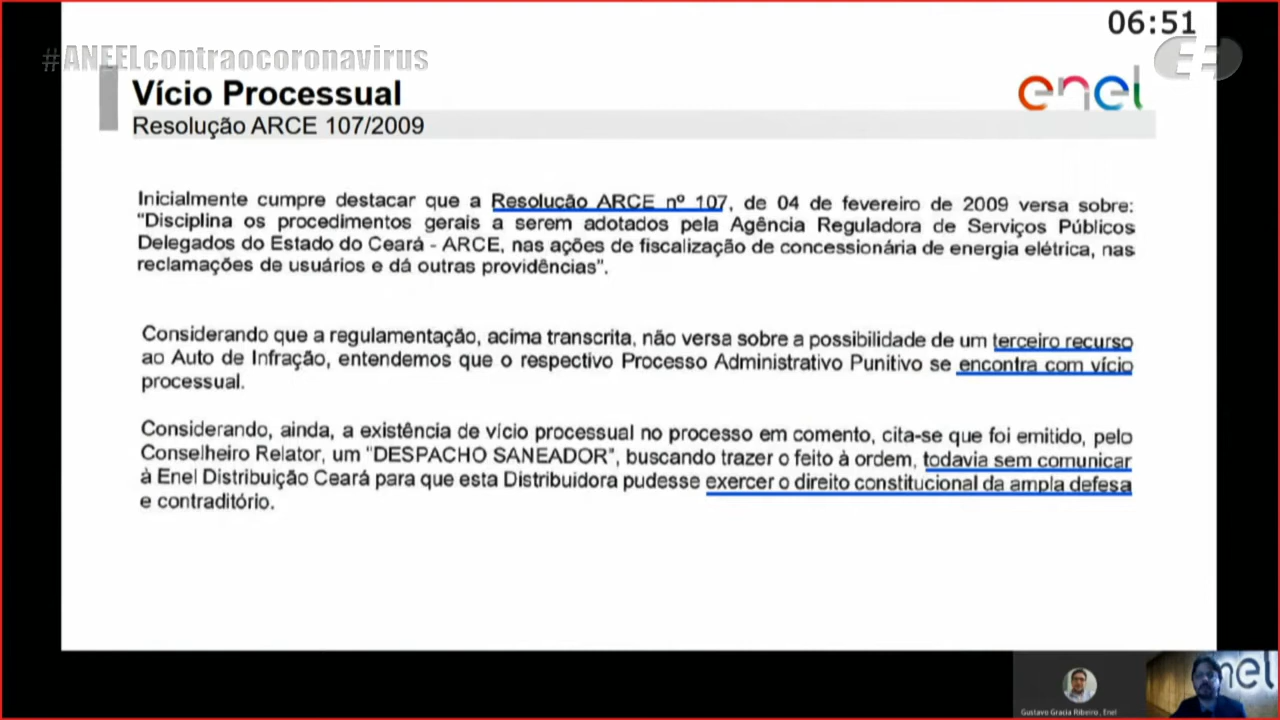 06:51
#ANEELcontraocoronavirus
Vício Processual
enel
Resolução ARCE 107/2009
Inicialmente cumpre destacar que a Resolução ARCE nº 107, de 04 de fevereiro de 2009 versa sobre:
"Disciplina os procedimentos gerais a serem adotados pela Agência Reguladora de Serviços Públicos
Delegados do Estado do Ceará - ARCE, nas ações de fiscalização de concessionária de energia elétrica, nas
reclamações de usuários e dá outras providências".
Considerando que a regulamentação, acima transcrita, não versa sobre a possibilidade de um terceiro recurso
ao Auto de Infração, entendemos que o respectivo Processo Administrativo Punitivo se encontra com vício
processual.
Considerando, ainda, a existência de vício processual no processo em comento, cita-se que foi emitido, pelo
Conselheiro Relator, um "DESPACHO SANEADOR", buscando trazer o feito à ordem, todavia sem comunicar
à Enel Distribuição Ceará para que esta Distribuidora pudesse exercer o direito constitucional da ampla defesa
e contraditório.
enel
Gustavo Gracia Ribeiro, Enel